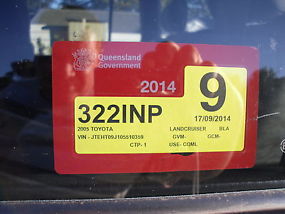 Queensland
Government
2014
9
322INP
17/09/2014
2005 TOYOTA LANDCRUISER BLA
VIN - JTEHT09J105510359 GVM- GCM-
CTP- 1 USE- COML